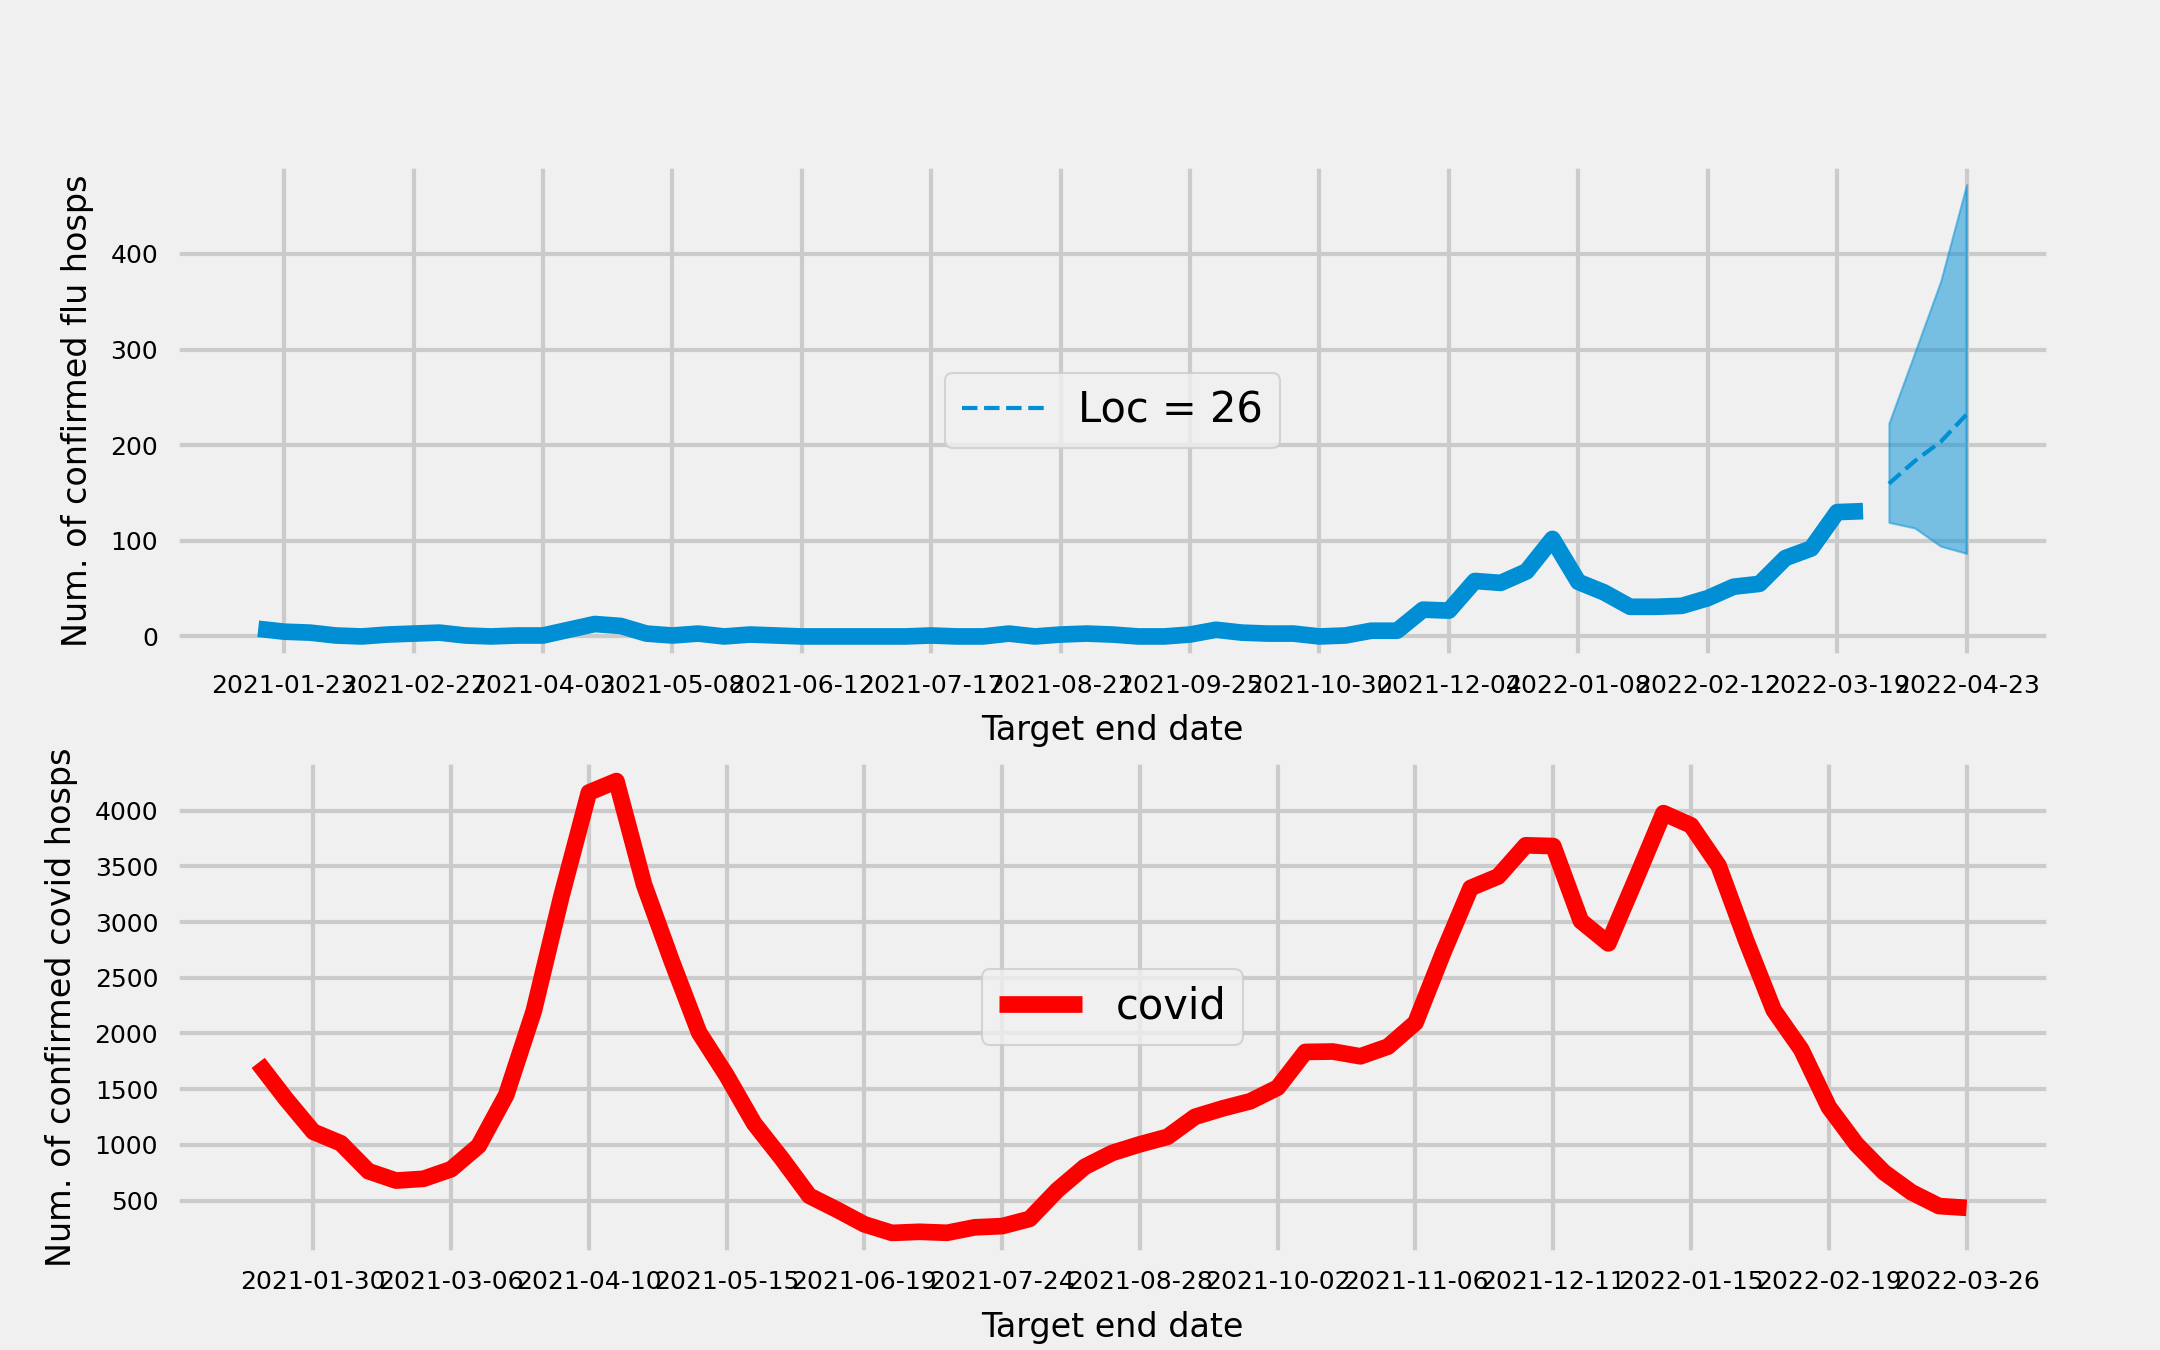 Num. of confirmed flu hosps
400
300
200
100
0
Loc = 26
2021-01-23 2021-02-27 2021-04-03 2021-05-08 2021-06-12 2021-07-17 2021-08-21 2021-09-25 2021-10-30 2021-12-04 2022-01-08 2022-02-12 2022-03-19 2022-04-23
Target end date
Num. of confirmed covid hosps
4000
3500
3000
2500
2000
1500
1000
500
covid
2021-01-30 2021-03-06 2021-04-10 2021-05-15 2021-06-19 2021-07-24 2021-08-28 2021-10-02 2021-11-06 2021-12-11 2022-01-15 2022-02-19 2022-03-26
Target end date